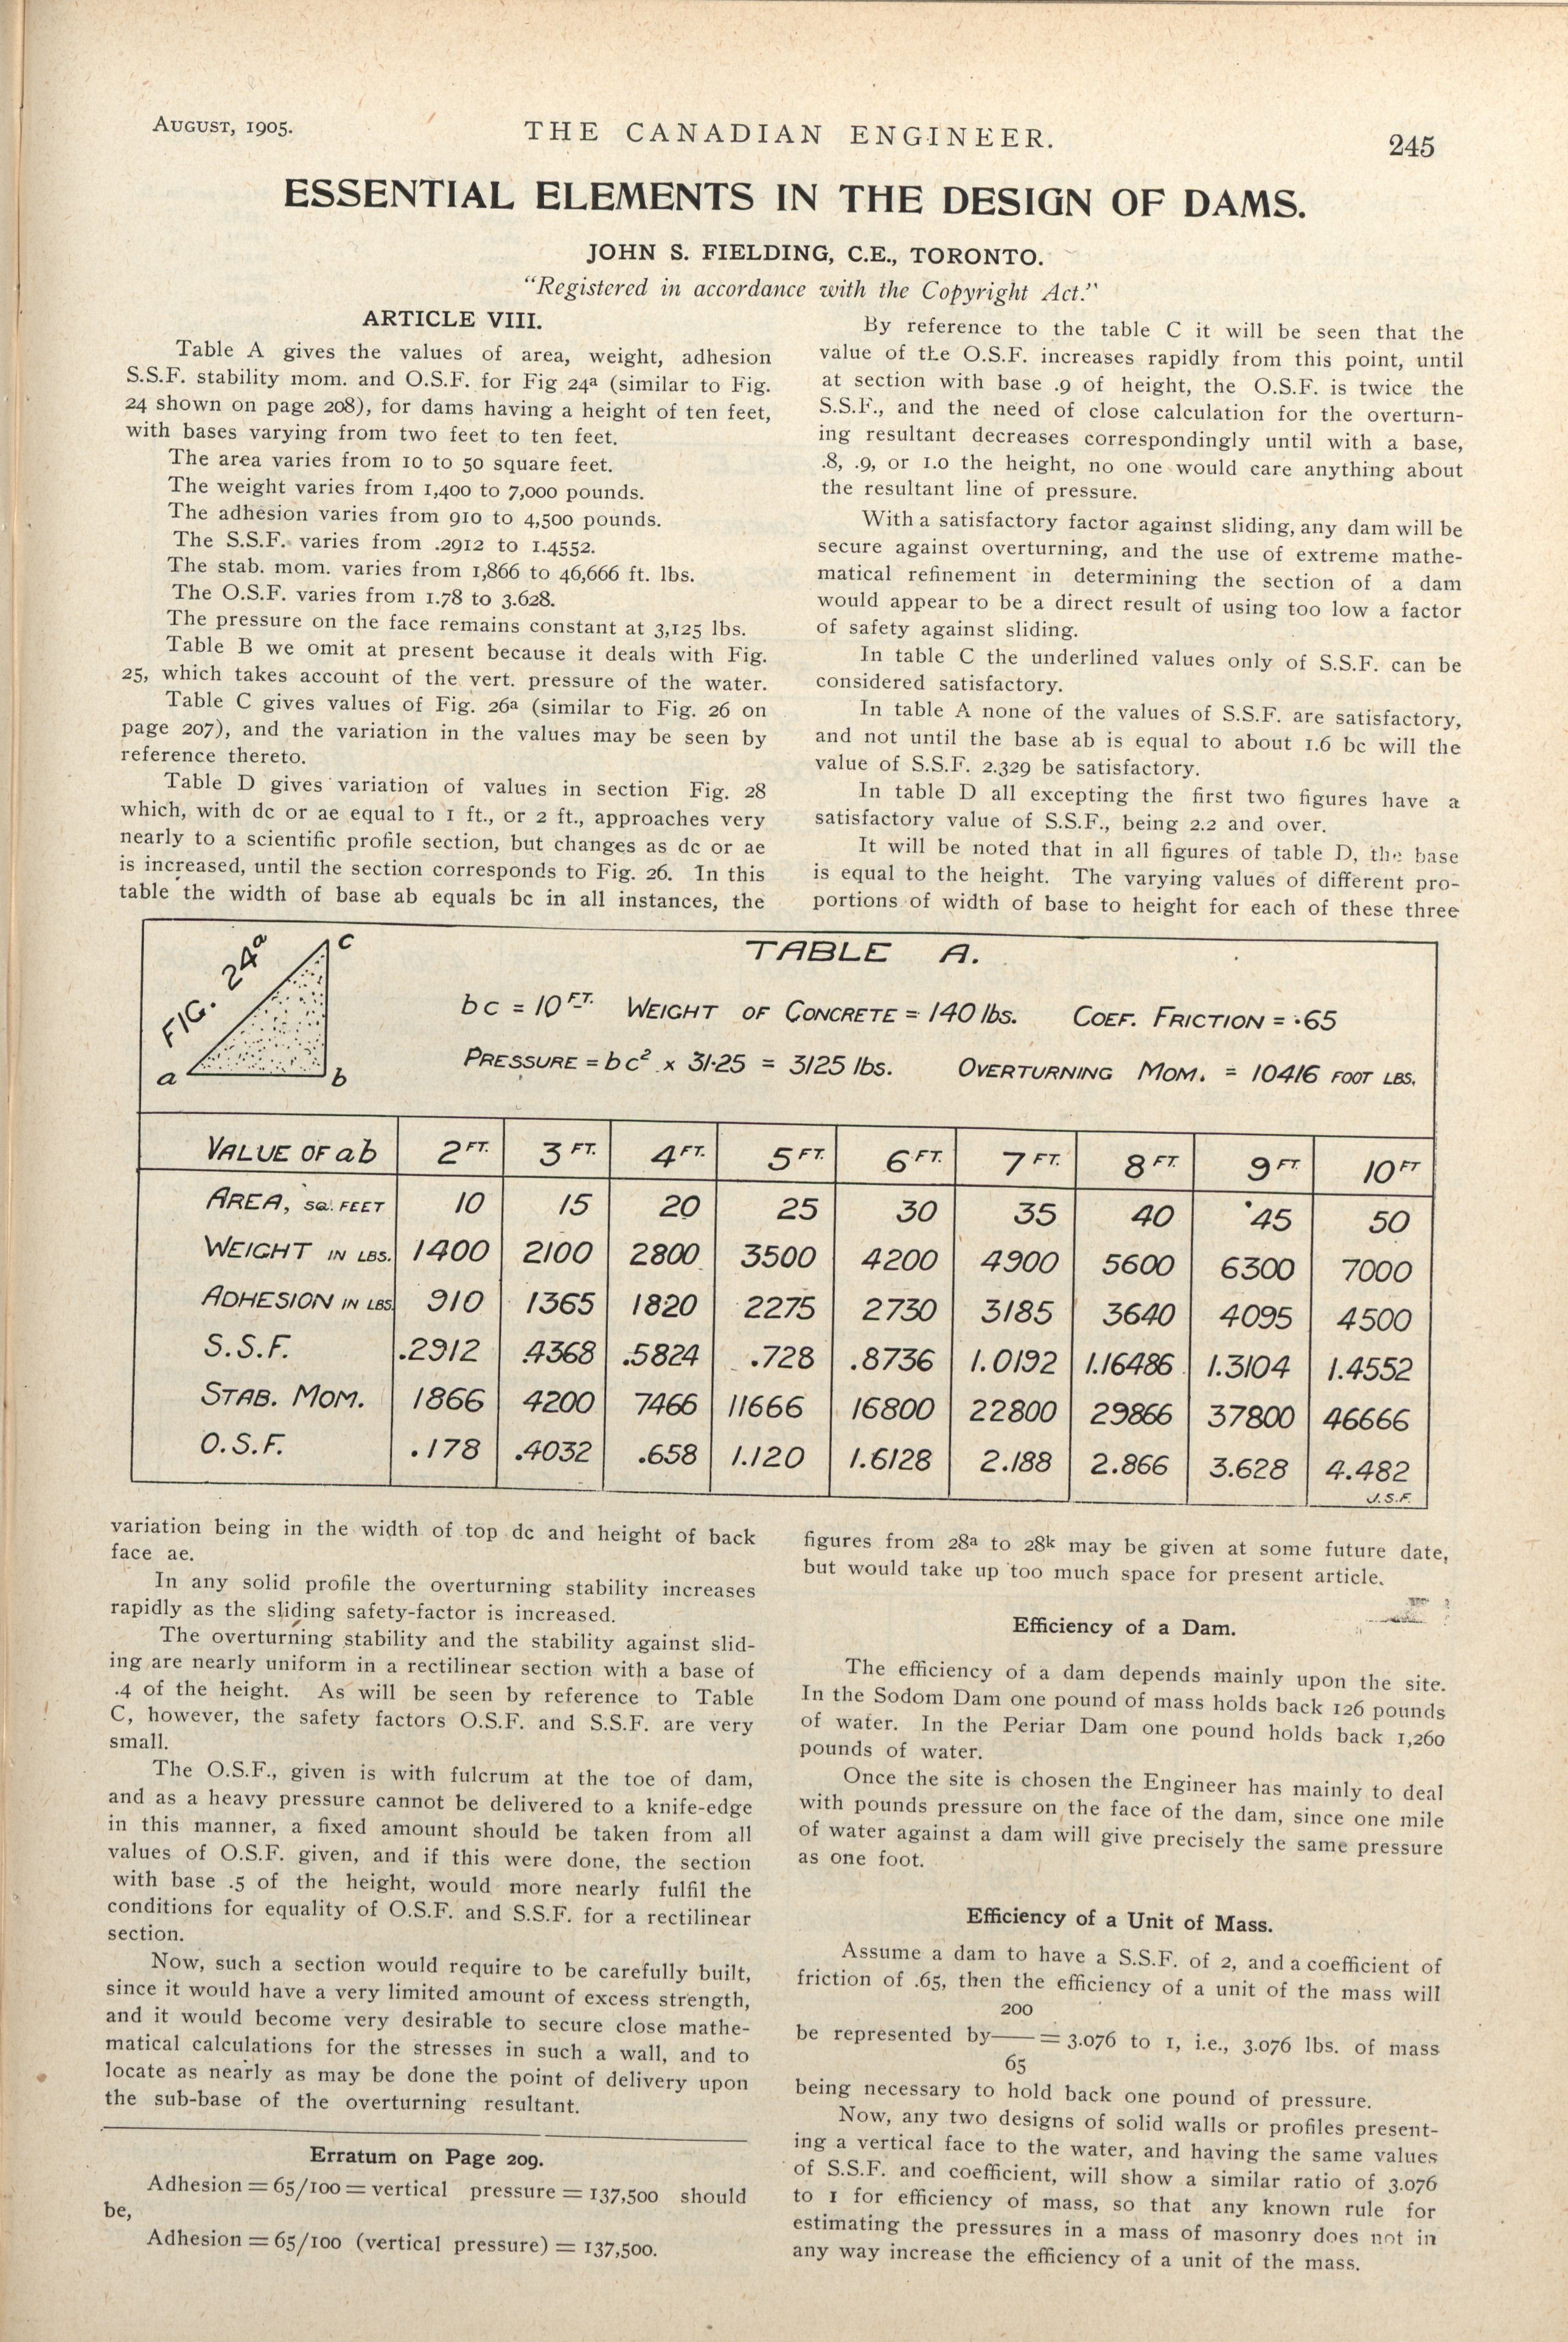 AUGUST, 1905.
THE CANADIAN ENGINEER.
245
ESSENTIAL ELEMENTS IN THE DESIGN OF DAMS.
JOHN S. FIELDING, C.E., TORONTO.
"Registered in accordance with the Copyright Act."
ARTICLE VIII.
Table A gives the values of area, weight, adhesion
S.S.F. stability mom. and O.S.F. for Fig 24a (similar to Fig.
24 shown on page 208), for dams having a height of ten feet,
with bases varying from two feet to ten feet.
The area varies from 10 to 50 square feet.
The weight varies from 1,400 to 7,000 pounds.
The adhesion varies from 910 to 4,500 pounds.
The S.S.F. varies from .2912 to 1.4552.
The stab. mom. varies from 1,866 to 46,666 ft. lbs.
The O.S.F. varies from 1.78 to 3.628.
The pressure on the face remains constant at 3,125 lbs.
Table B we omit at present because it deals with Fig.
25, which takes account of the vert. pressure of the water.
Table C gives values of Fig. 26a (similar to Fig. 26 on
page 207), and the variation in the values may be seen by
reference thereto.
Table D gives variation of values in section Fig. 28
which, with dc or ae equal to 1 ft., or 2 ft., approaches very
nearly to a scientific profile section, but changes as dc or ae
is increased, until the section corresponds to Fig. 26. In this
table the width of base ab equals bc in all instances, the
By reference to the table C it will be seen that the
value of the O.S.F. increases rapidly from this point, until
at section with base .9 of height, the O.S.F. is twice the
S.S.F., and the need of close calculation for the overturn-
ing resultant decreases correspondingly until with a base,
.8, .9, or 1.0 the height, no one would care anything about
the resultant line of pressure.
With a satisfactory factor against sliding, any dam will be
secure against overturning, and the use of extreme mathe-
matical refinement in determining the section of a dam
would appear to be a direct result of using too low a factor
of safety against sliding.
In table C the underlined values only of S.S.F. can be
considered satisfactory.
In table A none of the values of S.S.F. are satisfactory,
and not until the base ab is equal to about 1.6 bc will the
value of S.S.F. 2.329 be satisfactory.
In table D all excepting the first two figures have a
satisfactory value of S.S.F., being 2.2 and over.
It will be noted that in all figures of table D, the base
is equal to the height. The varying values of different pro-
portions of width of base to height for each of these three
FIG. 24a
c
a
b
TABLE A.
bc = 10 FT. WEIGHT OF CONCRETE = 140 lbs. COEF. FRICTION = .65
PRESSURE = bc² x 31.25 = 3125 lbs. OVERTURNING MOM. = 10416 FOOT LBS.
VALUE OF ab 2 FT. 3 FT. 4 FT. 5 FT. 6 FT. 7 FT. 8 FT. 9 FT 10 FT
AREA, SQ. FEET 10 15 20 25 30 35 40 45 50
WEIGHT IN LBS. 1400 2100 2800 3500 4200 4900 5600 6300 7000
ADHESION IN LBS 910 1365 1820 2275 2730 3185 3640 4095 4500
S.S.F. .2912 .4368 .5824 .728 .8736 1.0192 1.16486 1.3104 1.4552
STAB. MOM. 1866 4200 7466 11666 16800 22800 29866 37800 46666
O.S.F. .178 .4032 .658 1.120 1.6128 2.188 2.866 3.628 4.482
J.S.F.
variation being in the width of top dc and height of back
face ae.
In any solid profile the overturning stability increases
rapidly as the sliding safety-factor is increased.
The overturning stability and the stability against slid-
ing are nearly uniform in a rectilinear section with a base of
.4 of the height. As will be seen by reference to Table
C, however, the safety factors O.S.F. and S.S.F. are very
small.
The O.S.F., given is with fulcrum at the toe of dam,
and as a heavy pressure cannot be delivered to a knife-edge
in this manner, a fixed amount should be taken from all
values of O.S.F. given, and if this were done, the section
with base .5 of the height, would more nearly fulfil the
conditions for equality of O.S.F. and S.S.F. for a rectilinear
section.
Now, such a section would require to be carefully built,
since it would have a very limited amount of excess strength,
and it would become very desirable to secure close mathe-
matical calculations for the stresses in such a wall, and to
locate as nearly as may be done the point of delivery upon
the sub-base of the overturning resultant.
Erratum on Page 209.
Adhesion = 65/100 = vertical pressure = 137,500 should
be,
Adhesion = 65/100 (vertical pressure) = 137,500.
figures from 28a to 28k may be given at some future date,
but would take up too much space for present article.
Efficiency of a Dam.
The efficiency of a dam depends mainly upon the site.
In the Sodom Dam one pound of mass holds back 126 pounds
of water. In the Periar Dam one pound holds back 1,260
pounds of water.
Once the site is chosen the Engineer has mainly to deal
with pounds pressure on the face of the dam, since one mile
of water against a dam will give precisely the same pressure
as one foot.
Efficiency of a Unit of Mass.
Assume a dam to have a S.S.F. of 2, and a coefficient of
friction of .65, then the efficiency of a unit of the mass will
200
be represented by—— = 3.076 to 1, i.e., 3.076 lbs. of mass
65
being necessary to hold back one pound of pressure.
Now, any two designs of solid walls or profiles present-
ing a vertical face to the water, and having the same values
of S.S.F. and coefficient, will show a similar ratio of 3.076
to 1 for efficiency of mass, so that any known rule for
estimating the pressures in a mass of masonry does not in
any way increase the efficiency of a unit of the mass.